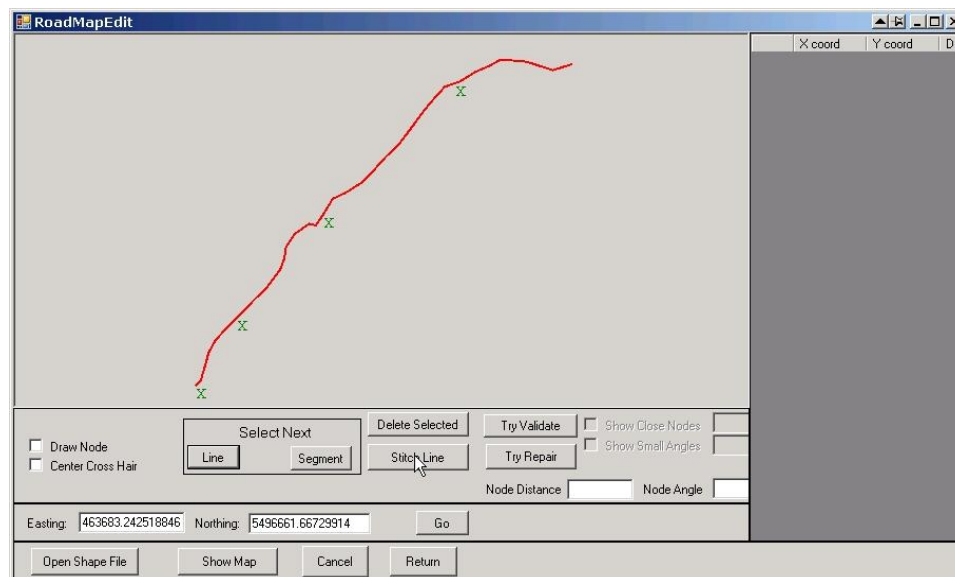 RoadMapEdit
X coord Y coord D
X
X
X
X
Draw Node
Center Cross Hair
Select Next
Line Segment
Delete Selected
Stitch Line
Try Validate
Try Repair
Show Close Nodes
Show Small Angles
Node Distance Node Angle
Easting: 463683.242518846 Northing: 5496661.66729914 Go
Open Shape File Show Map Cancel Return